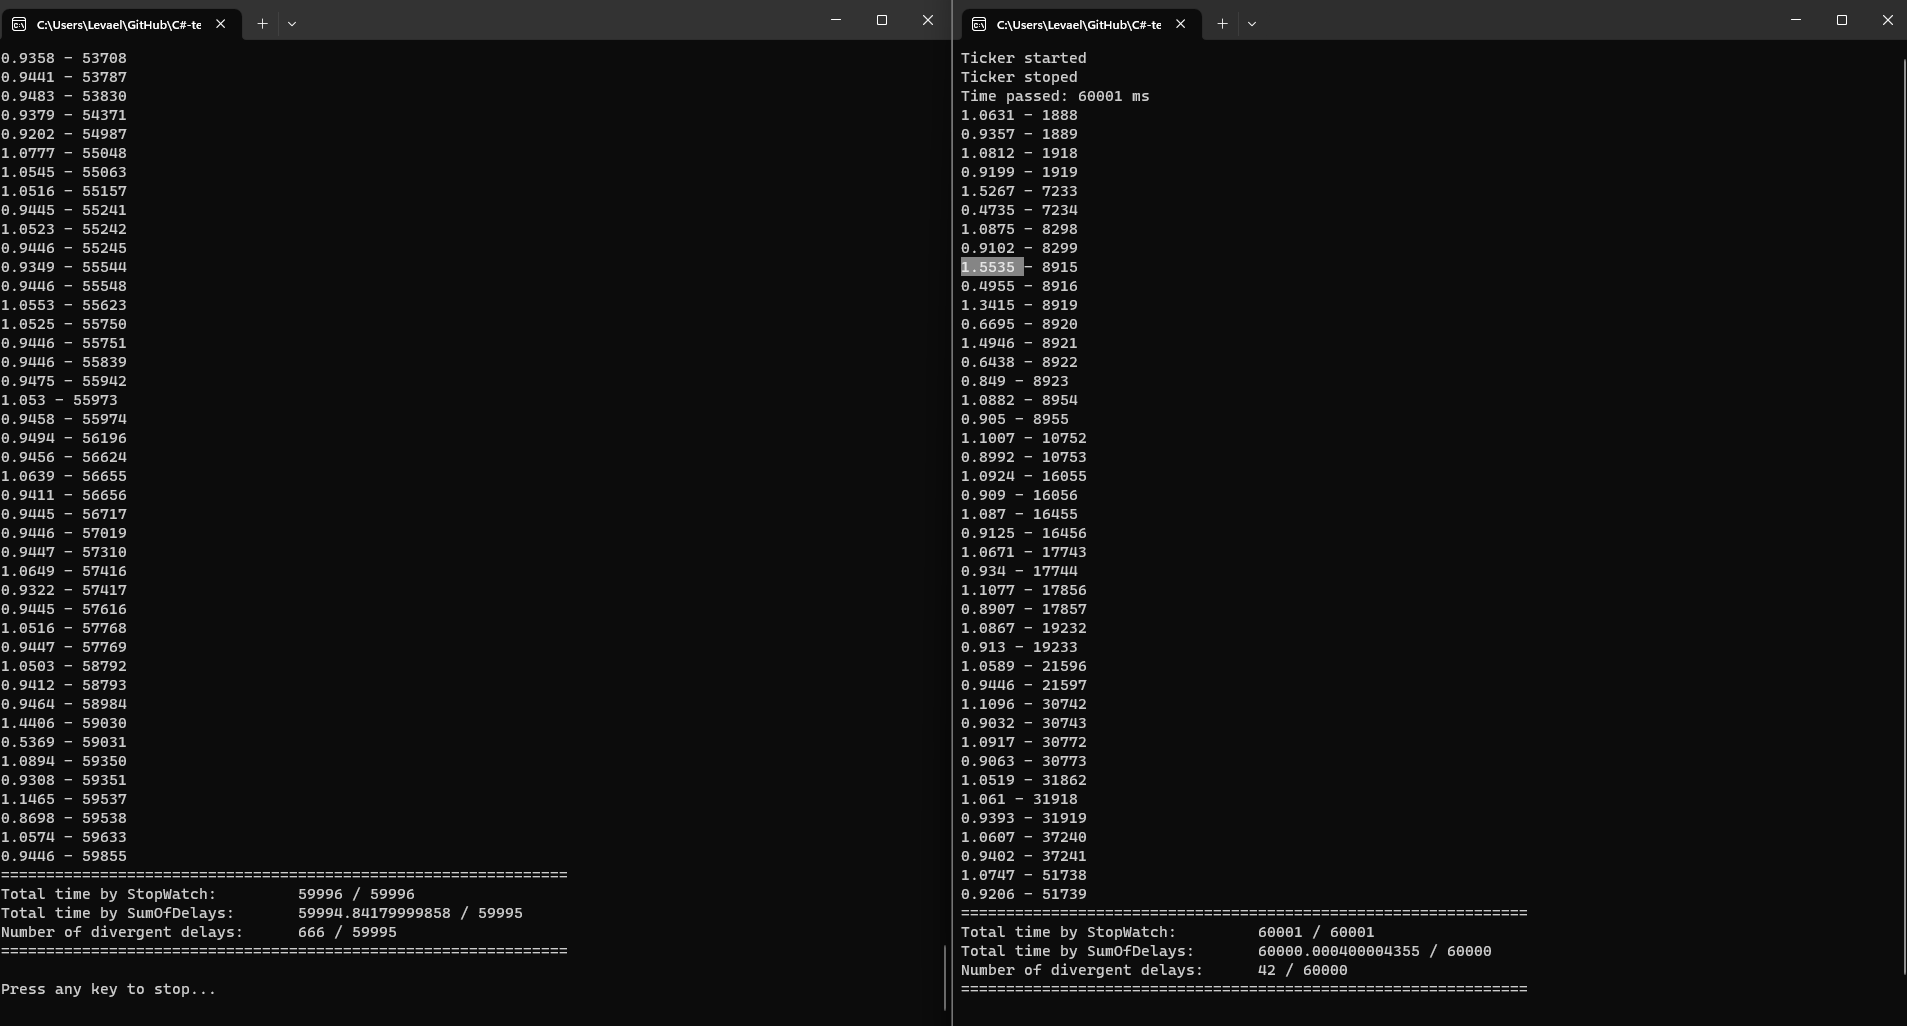 C:\Users\Levael\GitHub\C#-te
0.9358 - 53708
0.9441 - 53787
0.9483 - 53830
0.9379 - 54371
0.9202 - 54987
1.0777 - 55048
1.0545 - 55063
1.0516 - 55157
0.9445 - 55241
1.0523 - 55242
0.9446 - 55245
0.9349 - 55544
0.9446 - 55548
1.0553 - 55623
1.0525 - 55750
0.9446 - 55751
0.9446 - 55839
0.9475 - 55942
1.053 - 55973
0.9458 - 55974
0.9494 - 56196
0.9456 - 56624
1.0639 - 56655
0.9411 - 56656
0.9445 - 56717
0.9446 - 57019
0.9447 - 57310
1.0649 - 57416
0.9322 - 57417
0.9445 - 57616
1.0516 - 57768
0.9447 - 57769
1.0503 - 58792
0.9412 - 58793
0.9464 - 58984
1.4406 - 59030
0.5369 - 59031
1.0894 - 59350
0.9308 - 59351
1.1465 - 59537
0.8698 - 59538
1.0574 - 59633
0.9446 - 59855
===============================================================
Total time by StopWatch: 59996 / 59996
Total time by SumOfDelays: 59994.84179999858 / 59995
Number of divergent delays: 666 / 59995
===============================================================
Press any key to stop...
C:\Users\Levael\GitHub\C#-te
Ticker started
Ticker stoped
Time passed: 60001 ms
1.0631 - 1888
0.9357 - 1889
1.0812 - 1918
0.9199 - 1919
1.5267 - 7233
0.4735 - 7234
1.0875 - 8298
0.9102 - 8299
1.5535 - 8915
0.4955 - 8916
1.3415 - 8919
0.6695 - 8920
1.4946 - 8921
0.6438 - 8922
0.849 - 8923
1.0882 - 8954
0.905 - 8955
1.1007 - 10752
0.8992 - 10753
1.0924 - 16055
0.909 - 16056
1.087 - 16455
0.9125 - 16456
1.0671 - 17743
0.934 - 17744
1.1077 - 17856
0.8907 - 17857
1.0867 - 19232
0.913 - 19233
1.0589 - 21596
0.9446 - 21597
1.1096 - 30742
0.9032 - 30743
1.0917 - 30772
0.9063 - 30773
1.0519 - 31862
1.061 - 31918
0.9393 - 31919
1.0607 - 37240
0.9402 - 37241
1.0747 - 51738
0.9206 - 51739
===============================================================
Total time by StopWatch: 60001 / 60001
Total time by SumOfDelays: 60000.000400004355 / 60000
Number of divergent delays: 42 / 60000
===============================================================